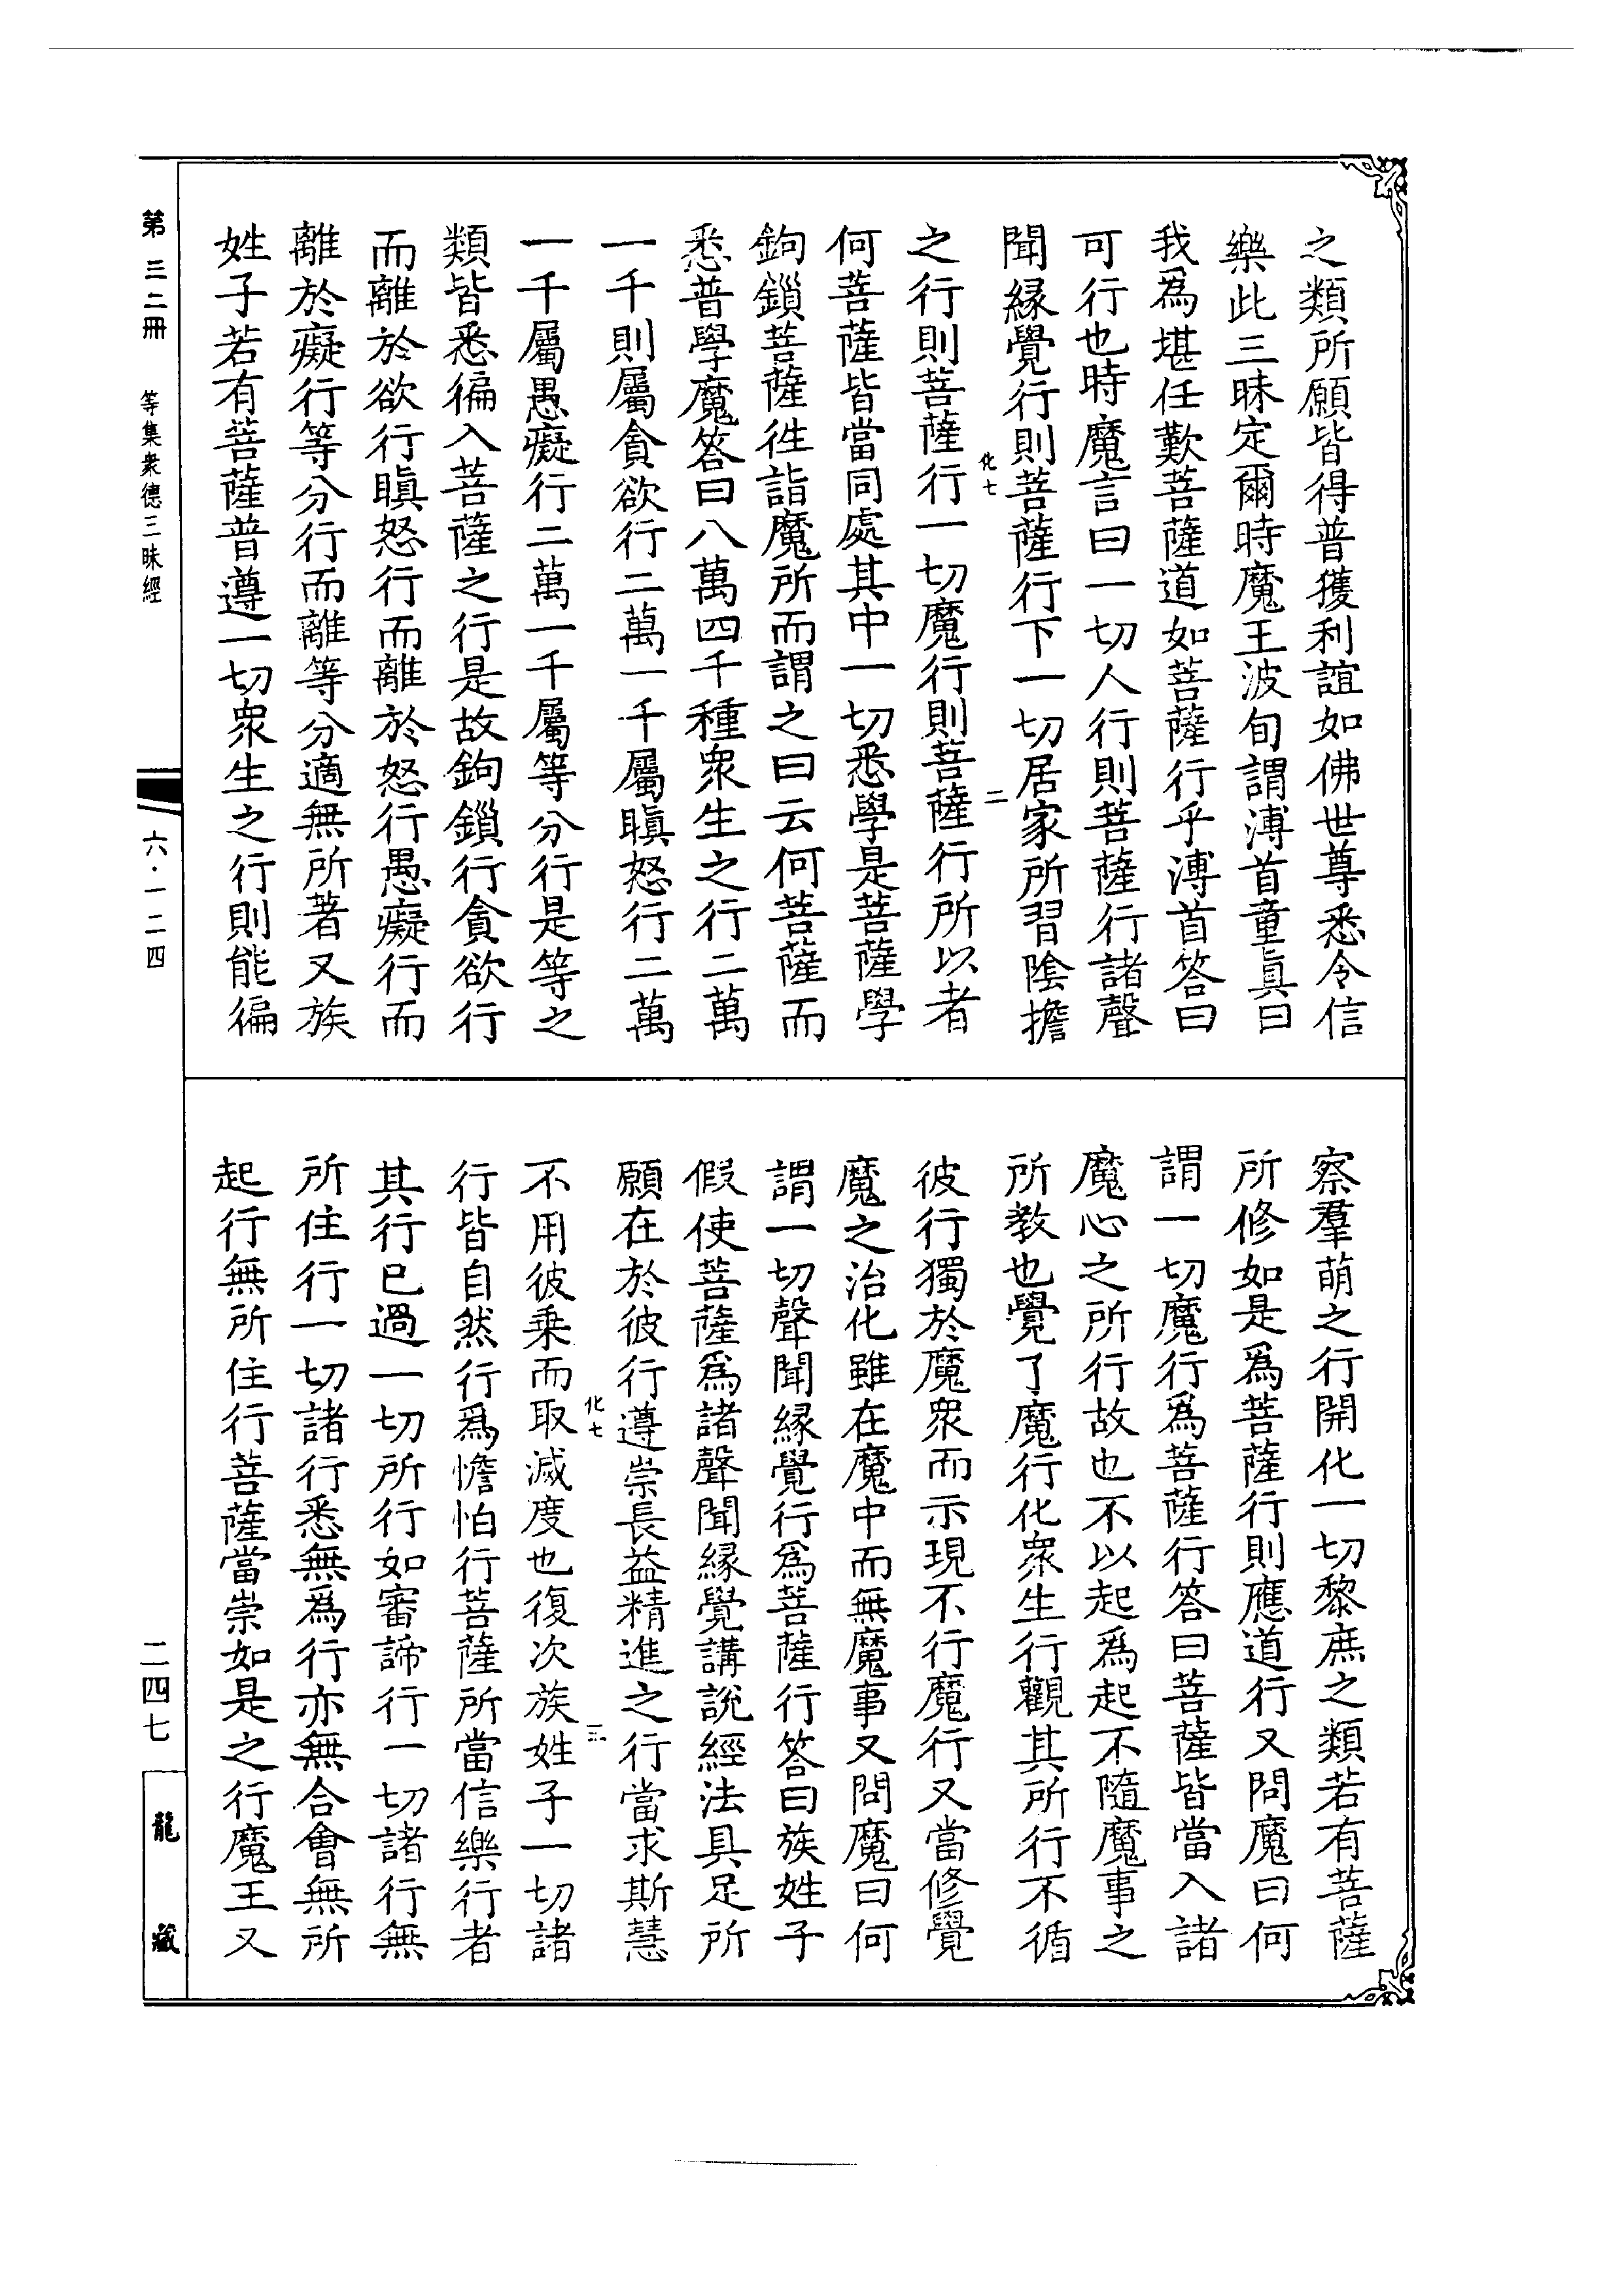 之類所願皆得普獲利誼如佛世尊悉令信
樂此三昧定爾時魔王波旬謂溥首童真曰
我爲堪任歎菩薩道如菩薩行乎溥首答曰
可行也時魔言曰一切人行則菩薩行諸聲
聞緣覺行則菩薩行下一切居家所習陰擔
化七
二
之行則菩薩行一切魔行則菩薩行所以者
何菩薩皆當同處其中一切悉學是菩薩學
鉤鎖菩薩徃詣魔所而謂之曰云何菩薩而
悉普學魔答曰八萬四千種衆生之行二萬
一千則屬貪欲行二萬一千屬瞋怒行二萬
一千屬愚癡行二萬一千屬等分行是等之
類皆悉徧入菩薩之行是故鉤鎖行貪欲行
而離於欲行瞋怒行而離於怒行愚癡行而
離於癡行等分行而離等分適無所著又族
姓子若有菩薩普遵一切衆生之行則能徧
察羣萌之行開化一切黎庶之類若有菩薩
所修如是爲菩薩行則應道行又問魔曰何
謂一切魔行爲菩薩行答曰菩薩皆當入諸
魔心之所行故也不以起爲起不隨魔事之
所教也覺了魔行化衆生行觀其所行不循
彼行獨於魔衆而示現不行魔行又當修覺
魔之治化雖在魔中而無魔事又問魔曰何
謂一切聲聞緣覺行爲菩薩行答曰族姓子
假使菩薩爲諸聲聞緣覺講說經法具足所
願在於彼行遵崇長益精進之行當求斯慧
化七
三
不用彼乗而取滅度也復次族姓子一切諸
行皆自然行爲憺怕行菩薩所當信樂行者
其行已過一切所行如審諦行一切諸行無
所住行一切諸行悉無爲行亦無合會無所
起行無所住行菩薩當崇如是之行魔王又
第三二冊　等集衆德三昧經
六·一二四
二四七
龍藏